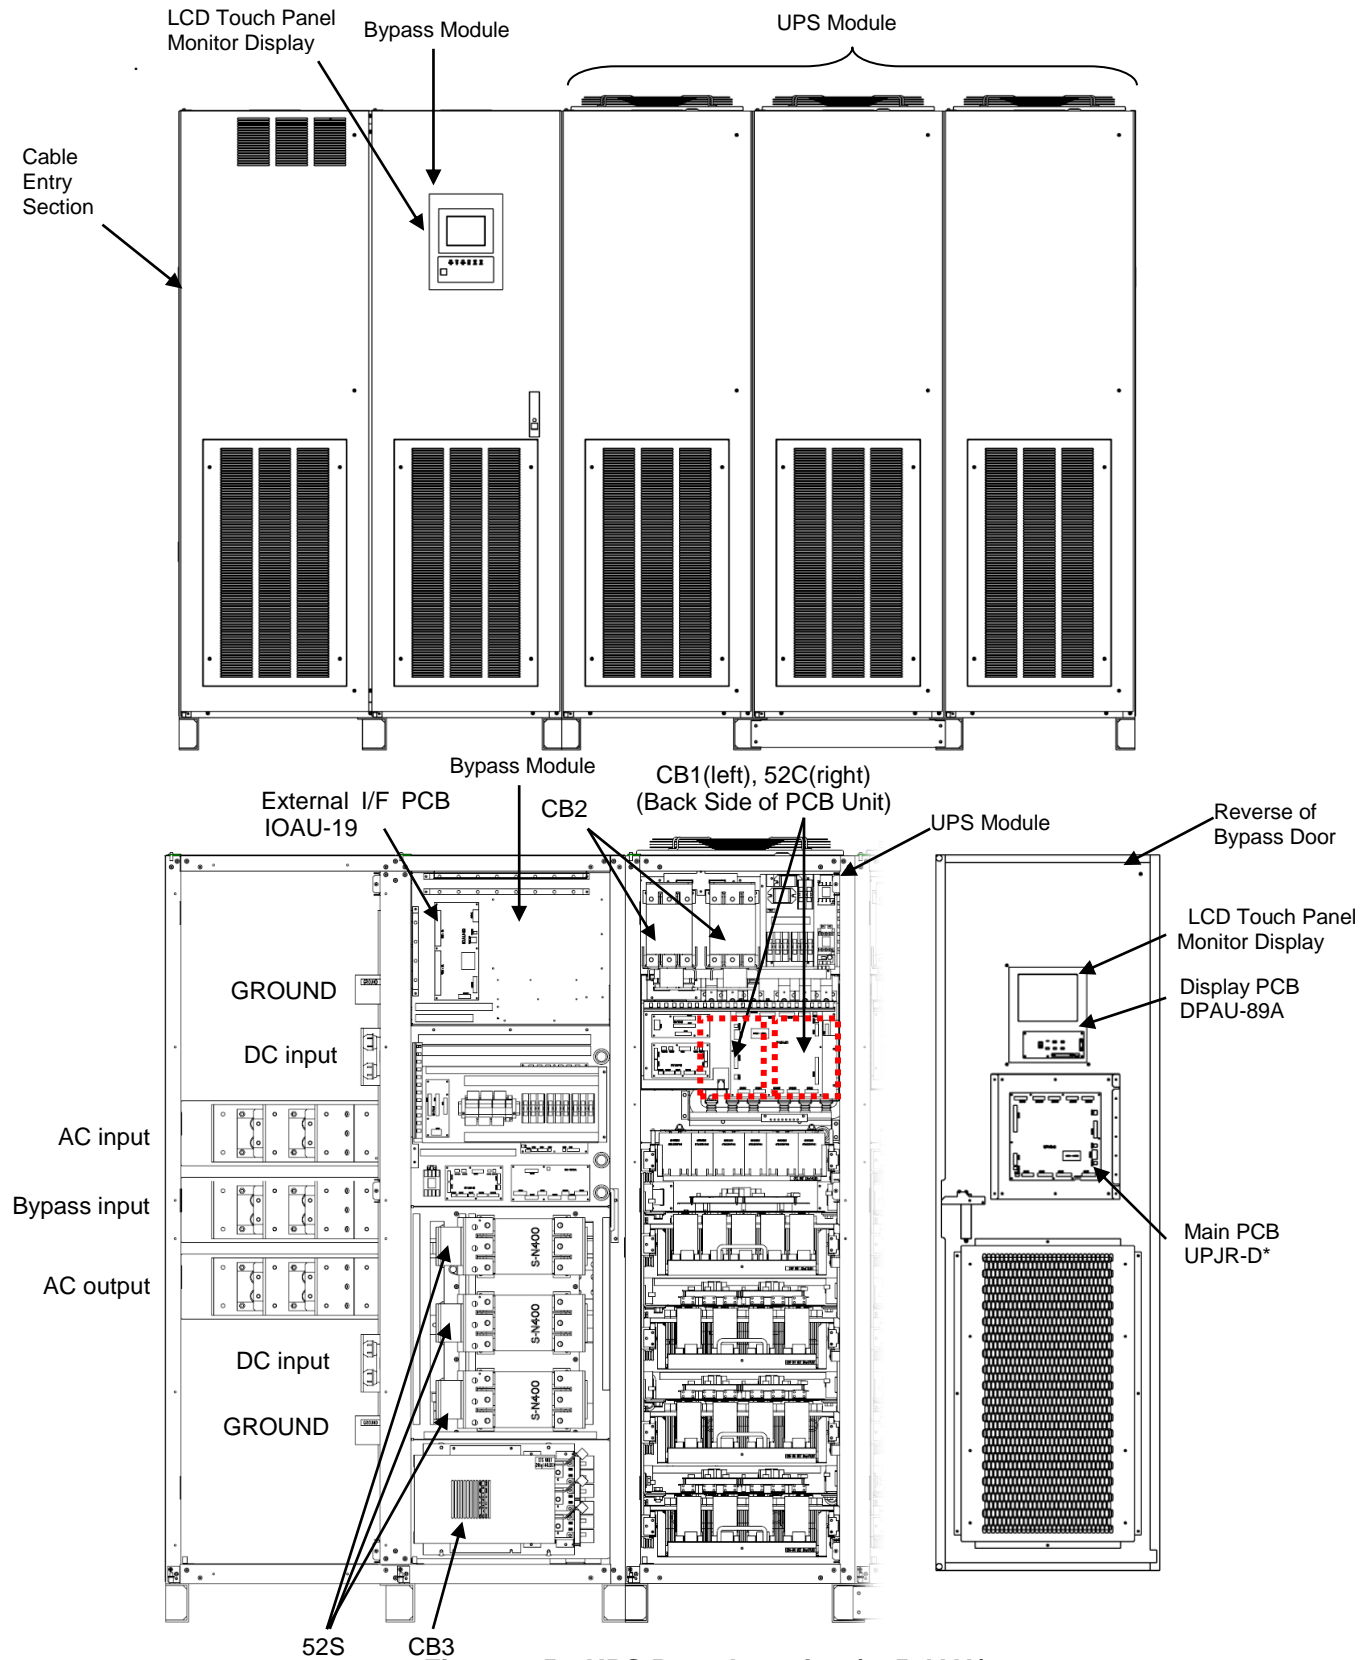 LCD Touch Panel
Monitor Display
Bypass Module
UPS Module
Cable
Entry
Section
Bypass Module
CB1(left), 52C(right)
(Back Side of PCB Unit)
External I/F PCB
IOAU-19
CB2
UPS Module
Reverse of
Bypass Door
LCD Touch Panel
Monitor Display
Display PCB
DPAU-89A
GROUND
DC input
AC input
Bypass input
AC output
DC input
GROUND
Main PCB
UPJR-D*
S-N400
S-N400
S-N400
GROUND
GROUND
52S
CB3